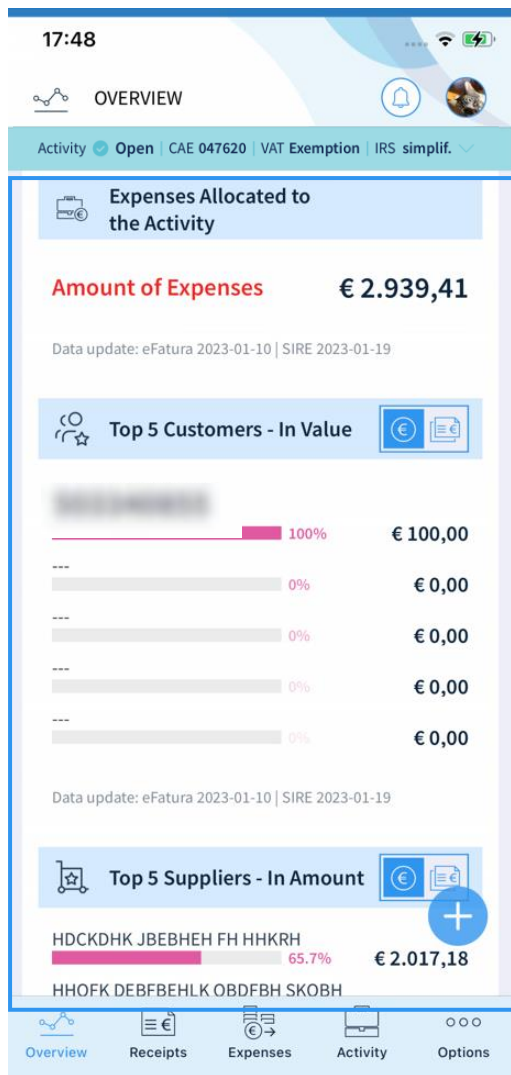 17:48
OVERVIEW
Activity Open | CAE 047620 | VAT Exemption | IRS simplif.
Expenses Allocated to
the Activity
Amount of Expenses € 2.939,41
Data update: eFatura 2023-01-10 | SIRE 2023-01-19
Top 5 Customers - In Value € €
100% € 100,00
---
0% € 0,00
---
0% € 0,00
---
0% € 0,00
---
0% € 0,00
Data update: eFatura 2023-01-10 | SIRE 2023-01-19
Top 5 Suppliers - In Amount € €
HDCKDHK JBEBHEH FH HHKRH
65.7% € 2.017,18
HHOFK DEBFBEHLK OBDFBH SKOBH
Overview Receipts Expenses Activity Options